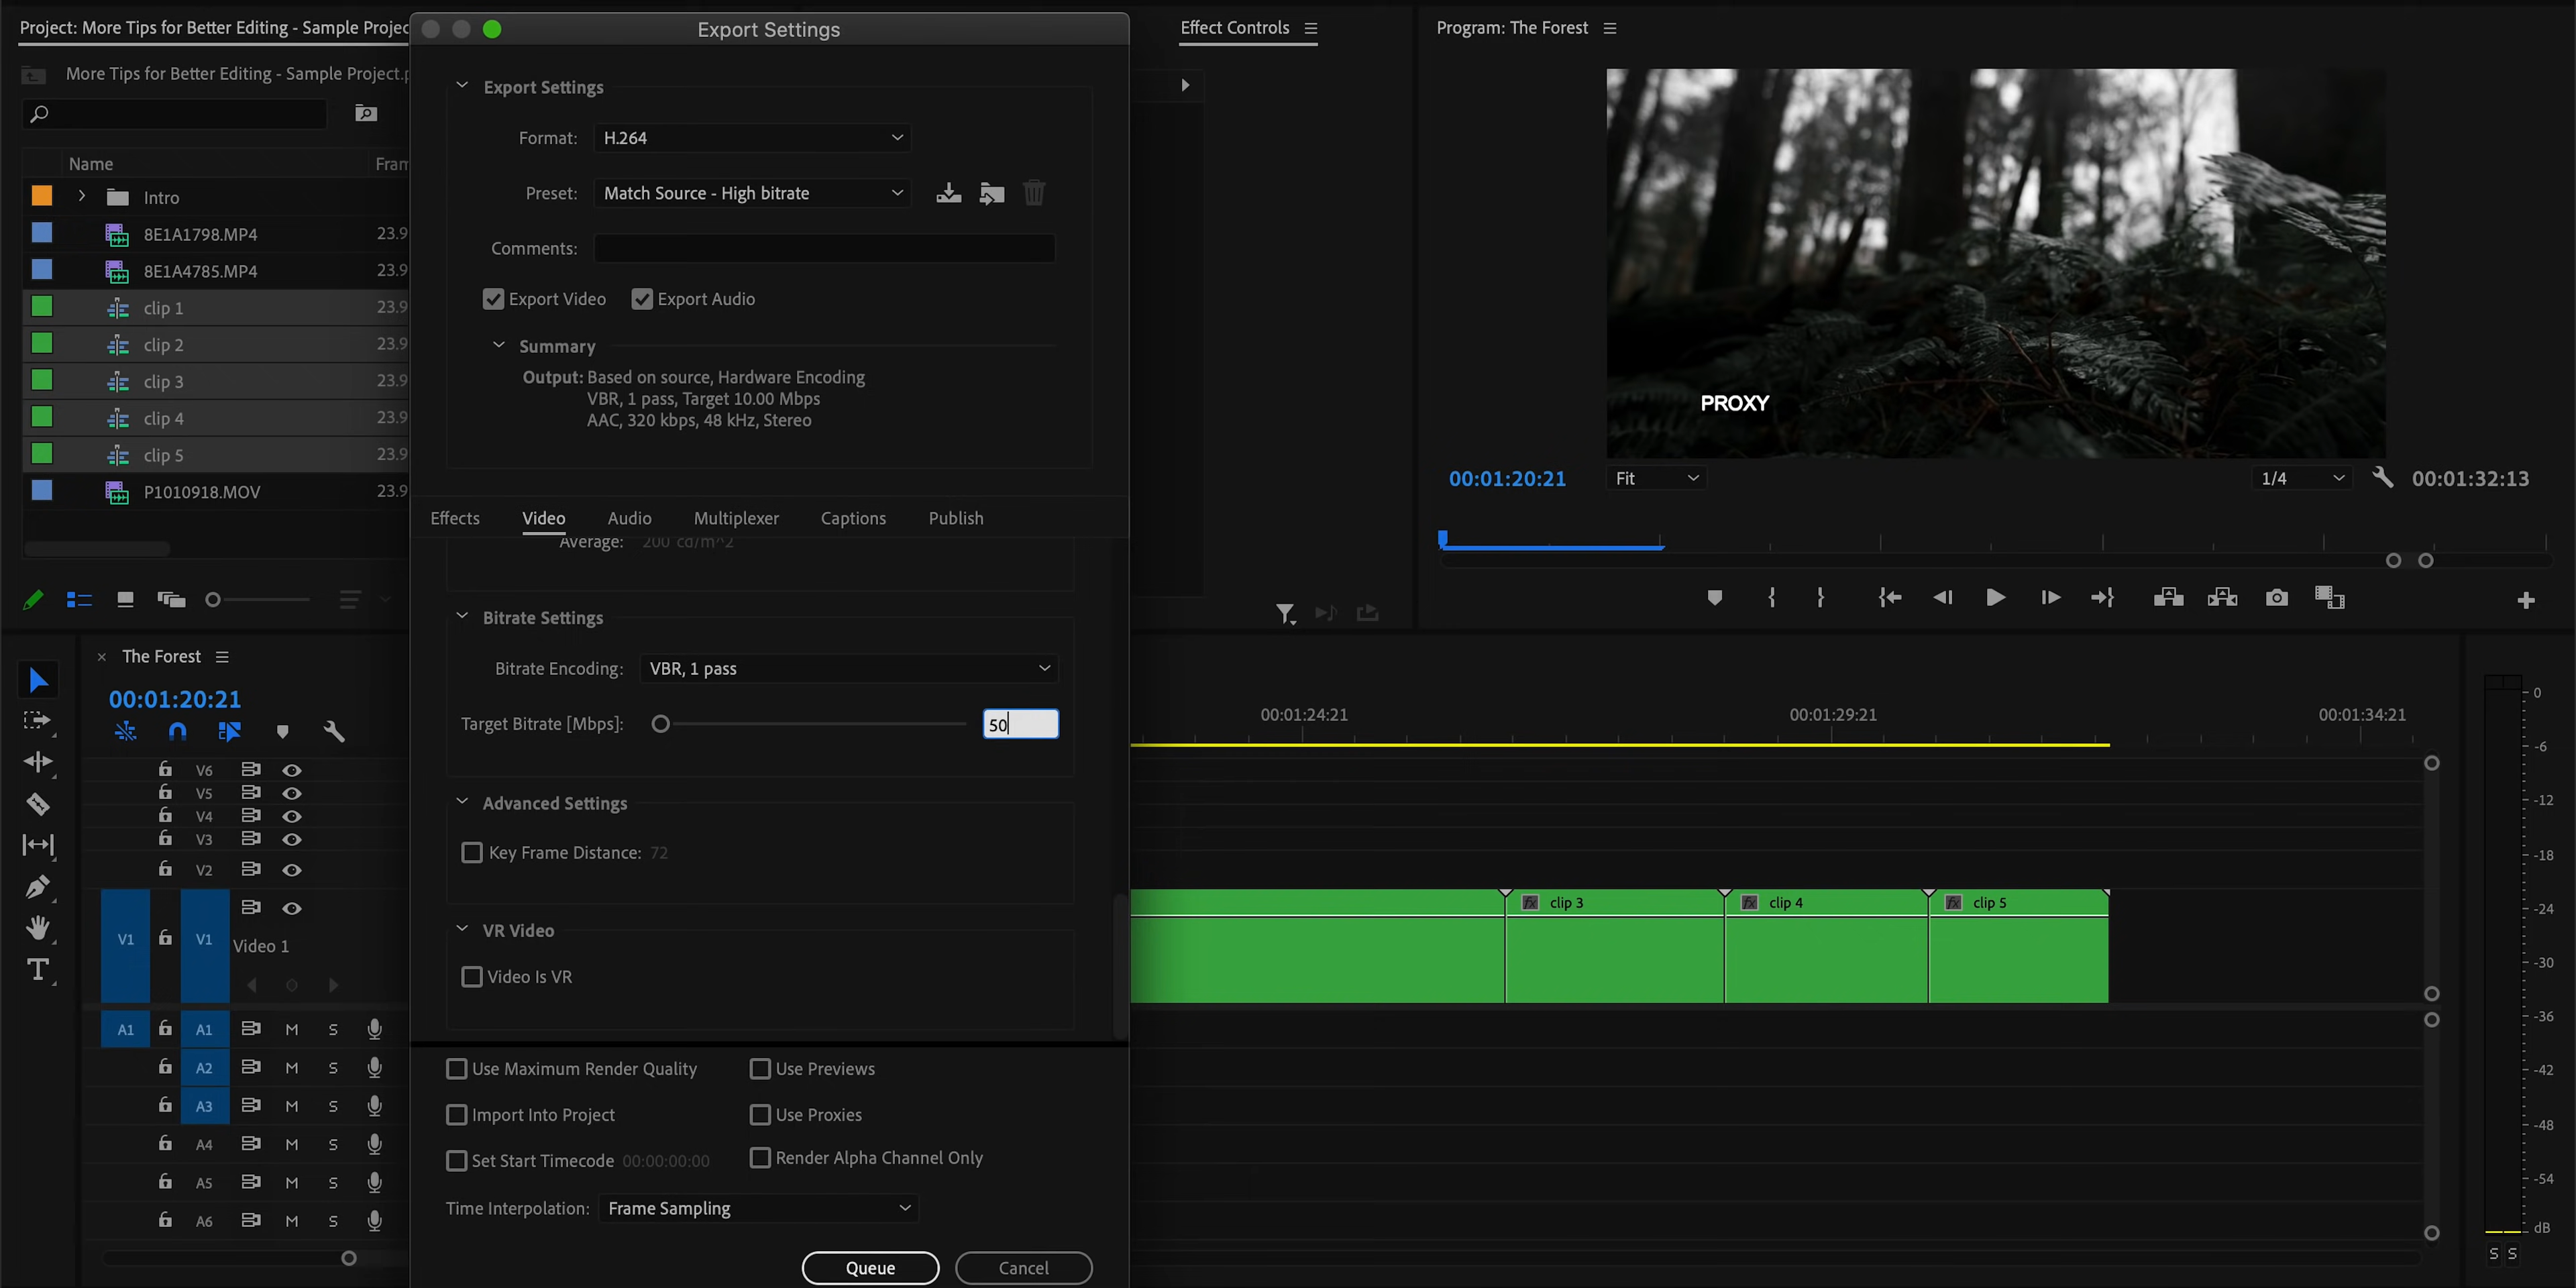 Project: More Tips for Better Editing - Sample Projec
Export Settings
Effect Controls
Program: The Forest
More Tips for Better Editing - Sample Project.p
Name
Fram
Intro
8E1A1798.MP4
23.9
8E1A4785.MP4
23.9
clip 1
23.9
clip 2
23.9
clip 3
23.9
clip 4
23.9
clip 5
23.9
P1010918.MOV
23.9
Export Settings
Format: H.264
Preset: Match Source - High bitrate
Comments:
Export Video
Export Audio
Summary
Output: Based on source, Hardware Encoding
VBR, 1 pass, Target 10.00 Mbps
AAC, 320 kbps, 48 kHz, Stereo
Effects
Video
Audio
Multiplexer
Captions
Publish
Average: 200 cd/m^2
Bitrate Settings
Bitrate Encoding: VBR, 1 pass
Target Bitrate [Mbps]: 50
Advanced Settings
Key Frame Distance: 72
VR Video
Video Is VR
Use Maximum Render Quality
Use Previews
Import Into Project
Use Proxies
Set Start Timecode 00:00:00:00
Render Alpha Channel Only
Time Interpolation: Frame Sampling
Queue
Cancel
PROXY
00:01:20:21
Fit
1/4
00:01:32:13
The Forest
00:01:20:21
00:01:24:21
00:01:29:21
00:01:34:21
V6
V5
V4
V3
V2
V1
V1
Video 1
fx clip 3
fx clip 4
fx clip 5
A1
A1
M
S
A2
M
S
A3
M
S
A4
M
S
A5
M
S
A6
M
S
0
-6
-12
-18
-24
-30
-36
-42
-48
-54
dB
S S